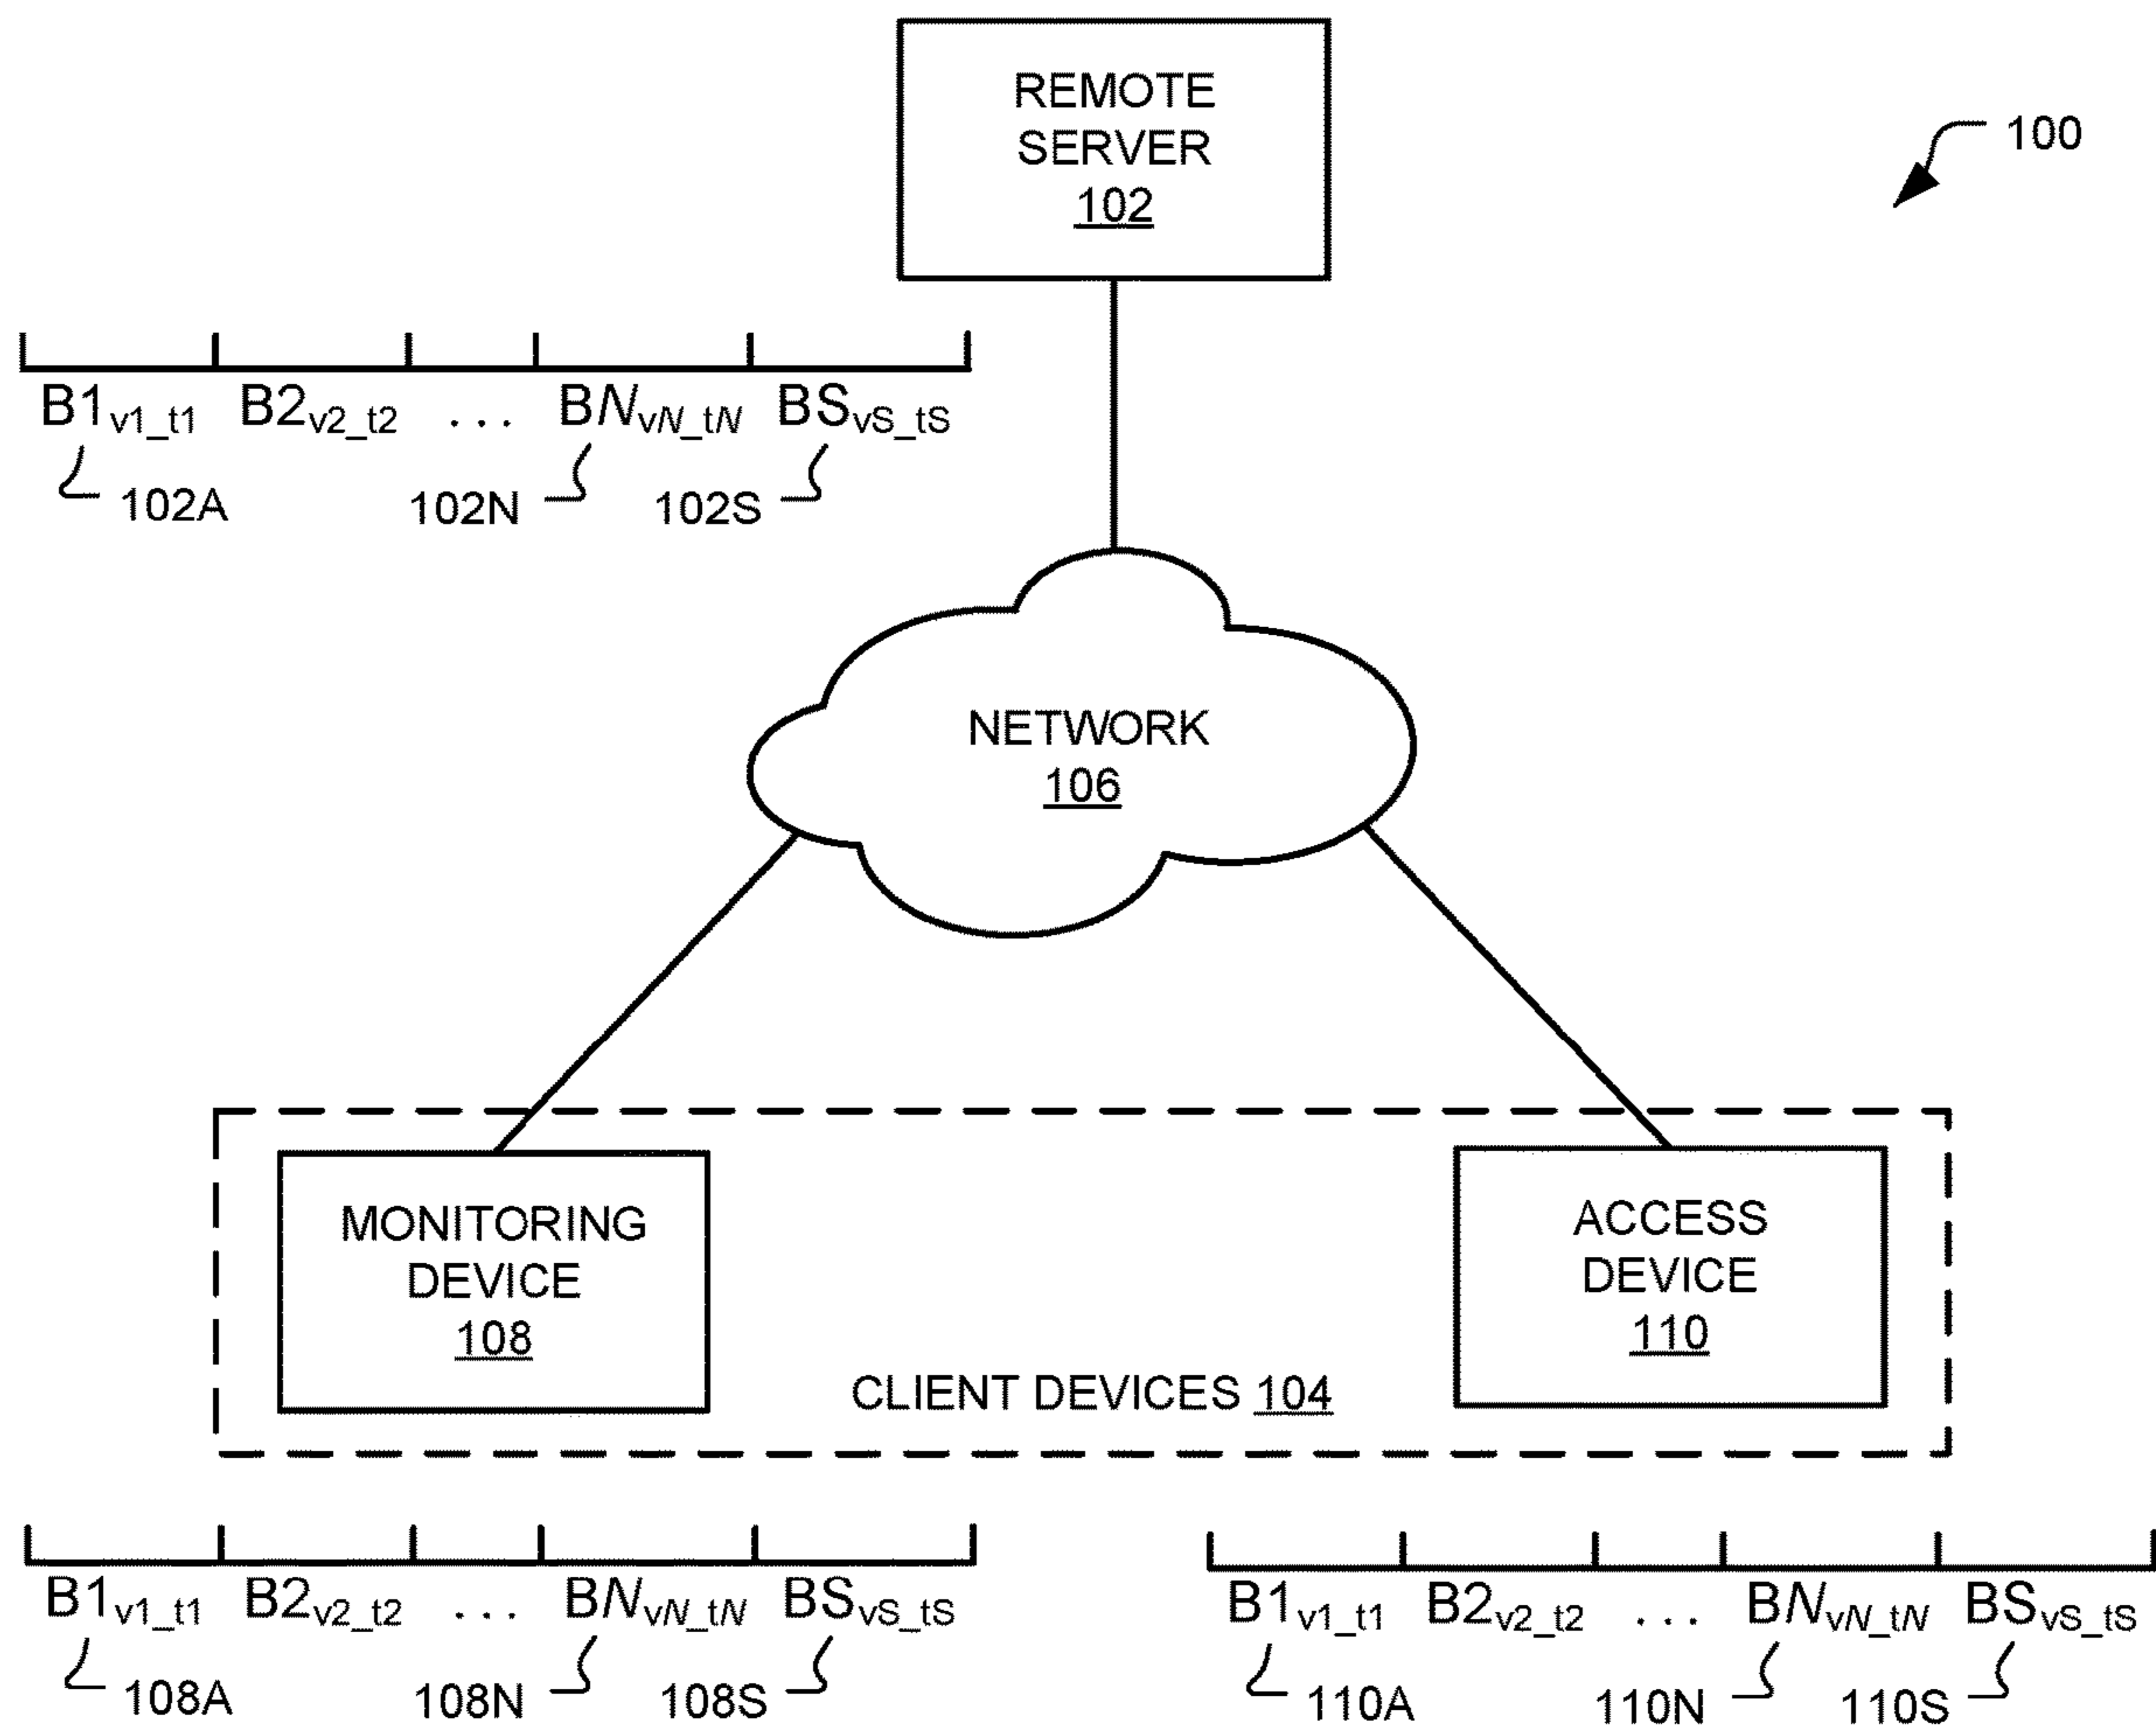 REMOTE
SERVER
102
100
B1v1_t1 B2v2_t2 ... BNvN_tN BSvS_tS
102A 102N 102S
NETWORK
106
MONITORING
DEVICE
108
ACCESS
DEVICE
110
CLIENT DEVICES 104
B1v1_t1 B2v2_t2 ... BNvN_tN BSvS_tS
108A 108N 108S
B1v1_t1 B2v2_t2 ... BNvN_tN BSvS_tS
110A 110N 110S